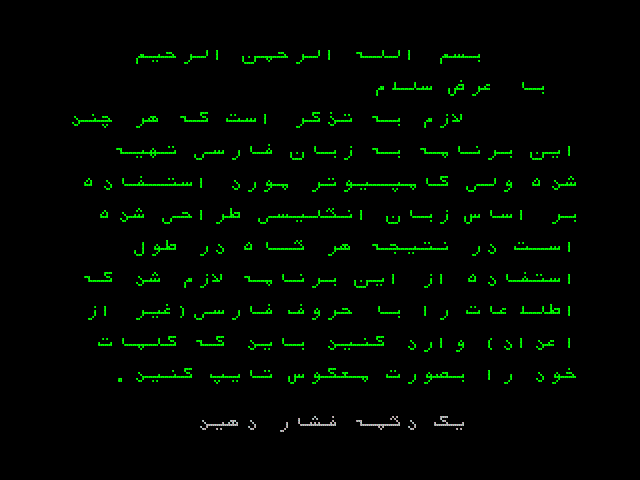 بسم الله الرحمن الرحیم
با عرض سلام
لازم به تذکر است که هر چند
این برنامه به زبان فارسی تهیه
شده ولی کامپیوتر مورد استفاده
بر اساس زبان انگلیسی طراحی شده
است در نتیجه هر گاه در طول
استفاده از این برنامه لازم شد که
اطلاعات را با حروف فارسی(غیر از
اعداد) وارد کنید باید که کلمات
خود را بصورت معکوس تایپ کنید.
یک دگمه فشار دهید